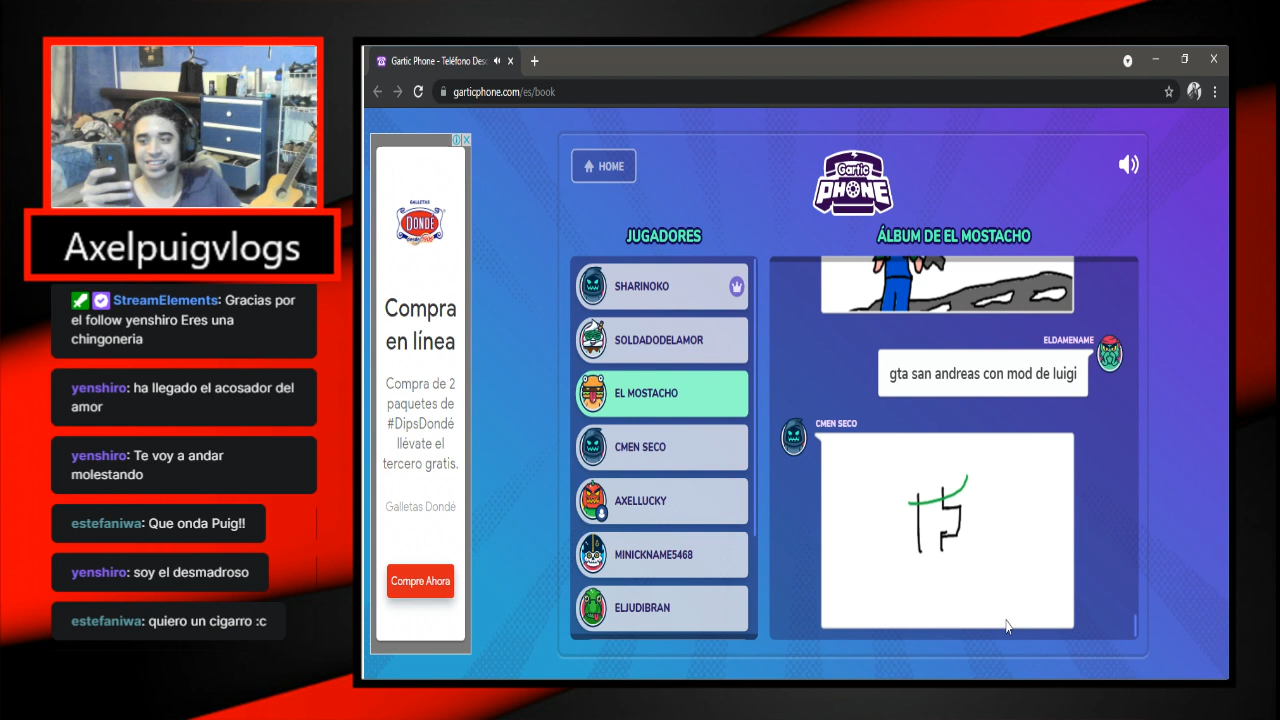 Axelpuigvlogs
StreamElements: Gracias por
el follow yenshiro Eres una
chingoneria
yenshiro: ha llegado el acosador del
amor
yenshiro: Te voy a andar
molestando
estefaniwa: Que onda Puig!!
yenshiro: soy el desmadroso
estefaniwa: quiero un cigarro :c
Gartic Phone - Teléfono Des
garticphone.com/es/book
GALLETAS
DONDÉ
Compra
en línea
Compra de 2
paquetes de
#DipsDondé
llévate el
tercero gratis.
Galletas Dondé
Compre Ahora
HOME
Gartic
PHONE
JUGADORES
SHARINOKO
SOLDADODELAMOR
EL MOSTACHO
CMEN SECO
AXELLUCKY
MINICKNAME5468
ELJUDIBRAN
ÁLBUM DE EL MOSTACHO
ELDAMENAME
gta san andreas con mod de luigi
CMEN SECO